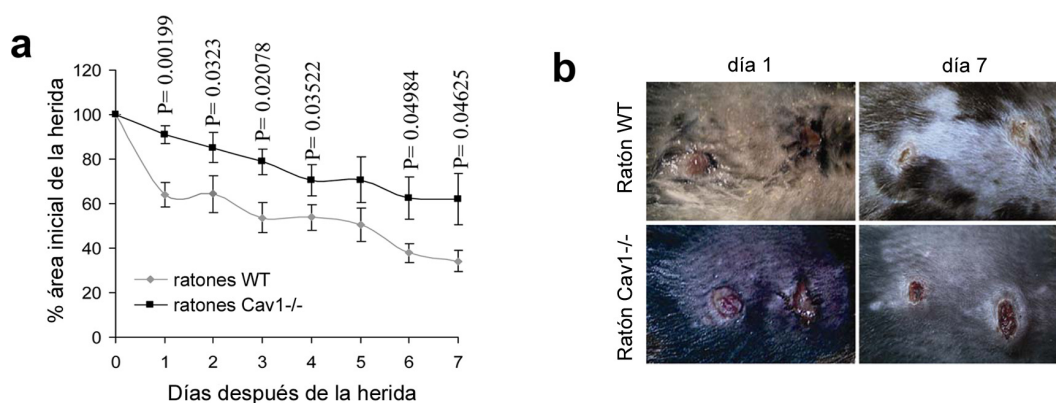 a
% área inicial de la herida
120
100
80
60
40
20
0
P= 0.00199
P= 0.0323
P= 0.02078
P= 0.03522
P= 0.04984
P= 0.04625
ratones WT
ratones Cav1-/-
0 1 2 3 4 5 6 7
Días después de la herida
b
día 1
día 7
Ratón WT
Ratón Cav1-/-